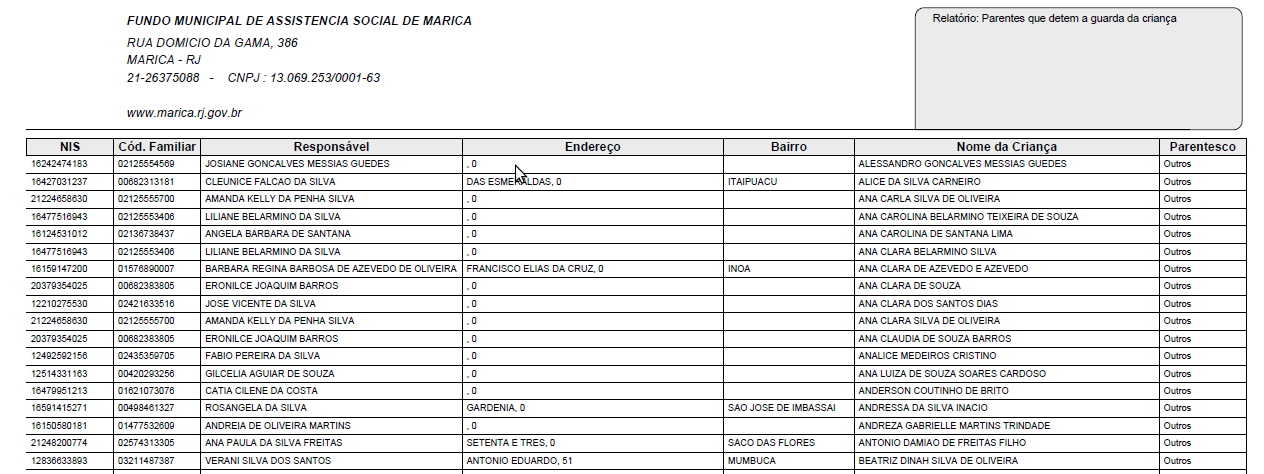 FUNDO MUNICIPAL DE ASSISTENCIA SOCIAL DE MARICA
RUA DOMICIO DA GAMA, 386
MARICA - RJ
21-26375088 - CNPJ : 13.069.253/0001-63
www.marica.rj.gov.br
Relatório: Parentes que detem a guarda da criança
NIS Cód. Familiar Responsável Endereço Bairro Nome da Criança Parentesco
16242474183 02125554569 JOSIANE GONCALVES MESSIAS GUEDES , 0 ALESSANDRO GONCALVES MESSIAS GUEDES Outros
16427031237 00682313181 CLEUNICE FALCAO DA SILVA DAS ESMERALDAS, 0 ITAIPUACU ALICE DA SILVA CARNEIRO Outros
21224658630 02125555700 AMANDA KELLY DA PENHA SILVA , 0 ANA CARLA SILVA DE OLIVEIRA Outros
16477516943 02125553406 LILIANE BELARMINO DA SILVA , 0 ANA CAROLINA BELARMINO TEIXEIRA DE SOUZA Outros
16124531012 02136738437 ANGELA BARBARA DE SANTANA , 0 ANA CAROLINA DE SANTANA LIMA Outros
16477516943 02125553406 LILIANE BELARMINO DA SILVA , 0 ANA CLARA BELARMINO SILVA Outros
16159147200 01576890007 BARBARA REGINA BARBOSA DE AZEVEDO DE OLIVEIRA FRANCISCO ELIAS DA CRUZ, 0 INOA ANA CLARA DE AZEVEDO E AZEVEDO Outros
20379354025 00682383805 ERONILCE JOAQUIM BARROS , 0 ANA CLARA DE SOUZA Outros
12210275530 02421633516 JOSE VICENTE DA SILVA , 0 ANA CLARA DOS SANTOS DIAS Outros
21224658630 02125555700 AMANDA KELLY DA PENHA SILVA , 0 ANA CLARA SILVA DE OLIVEIRA Outros
20379354025 00682383805 ERONILCE JOAQUIM BARROS , 0 ANA CLAUDIA DE SOUZA BARROS Outros
12492592156 02435359705 FABIO PEREIRA DA SILVA , 0 ANALICE MEDEIROS CRISTINO Outros
12514331163 00420293256 GILCELIA AGUIAR DE SOUZA , 0 ANA LUIZA DE SOUZA SOARES CARDOSO Outros
16479951213 01621073076 CATIA CILENE DA COSTA , 0 ANDERSON COUTINHO DE BRITO Outros
16591415271 00498461327 ROSANGELA DA SILVA GARDENIA, 0 SAO JOSE DE IMBASSAI ANDRESSA DA SILVA INACIO Outros
16150580181 01477532609 ANDREIA DE OLIVEIRA MARTINS , 0 ANDREZA GABRIELLE MARTINS TRINDADE Outros
21248200774 02574313305 ANA PAULA DA SILVA FREITAS SETENTA E TRES, 0 SACO DAS FLORES ANTONIO DAMIAO DE FREITAS FILHO Outros
12836633893 03211487387 VERANI SILVA DOS SANTOS ANTONIO EDUARDO, 51 MUMBUCA BEATRIZ DINAH SILVA DE OLIVEIRA Outros